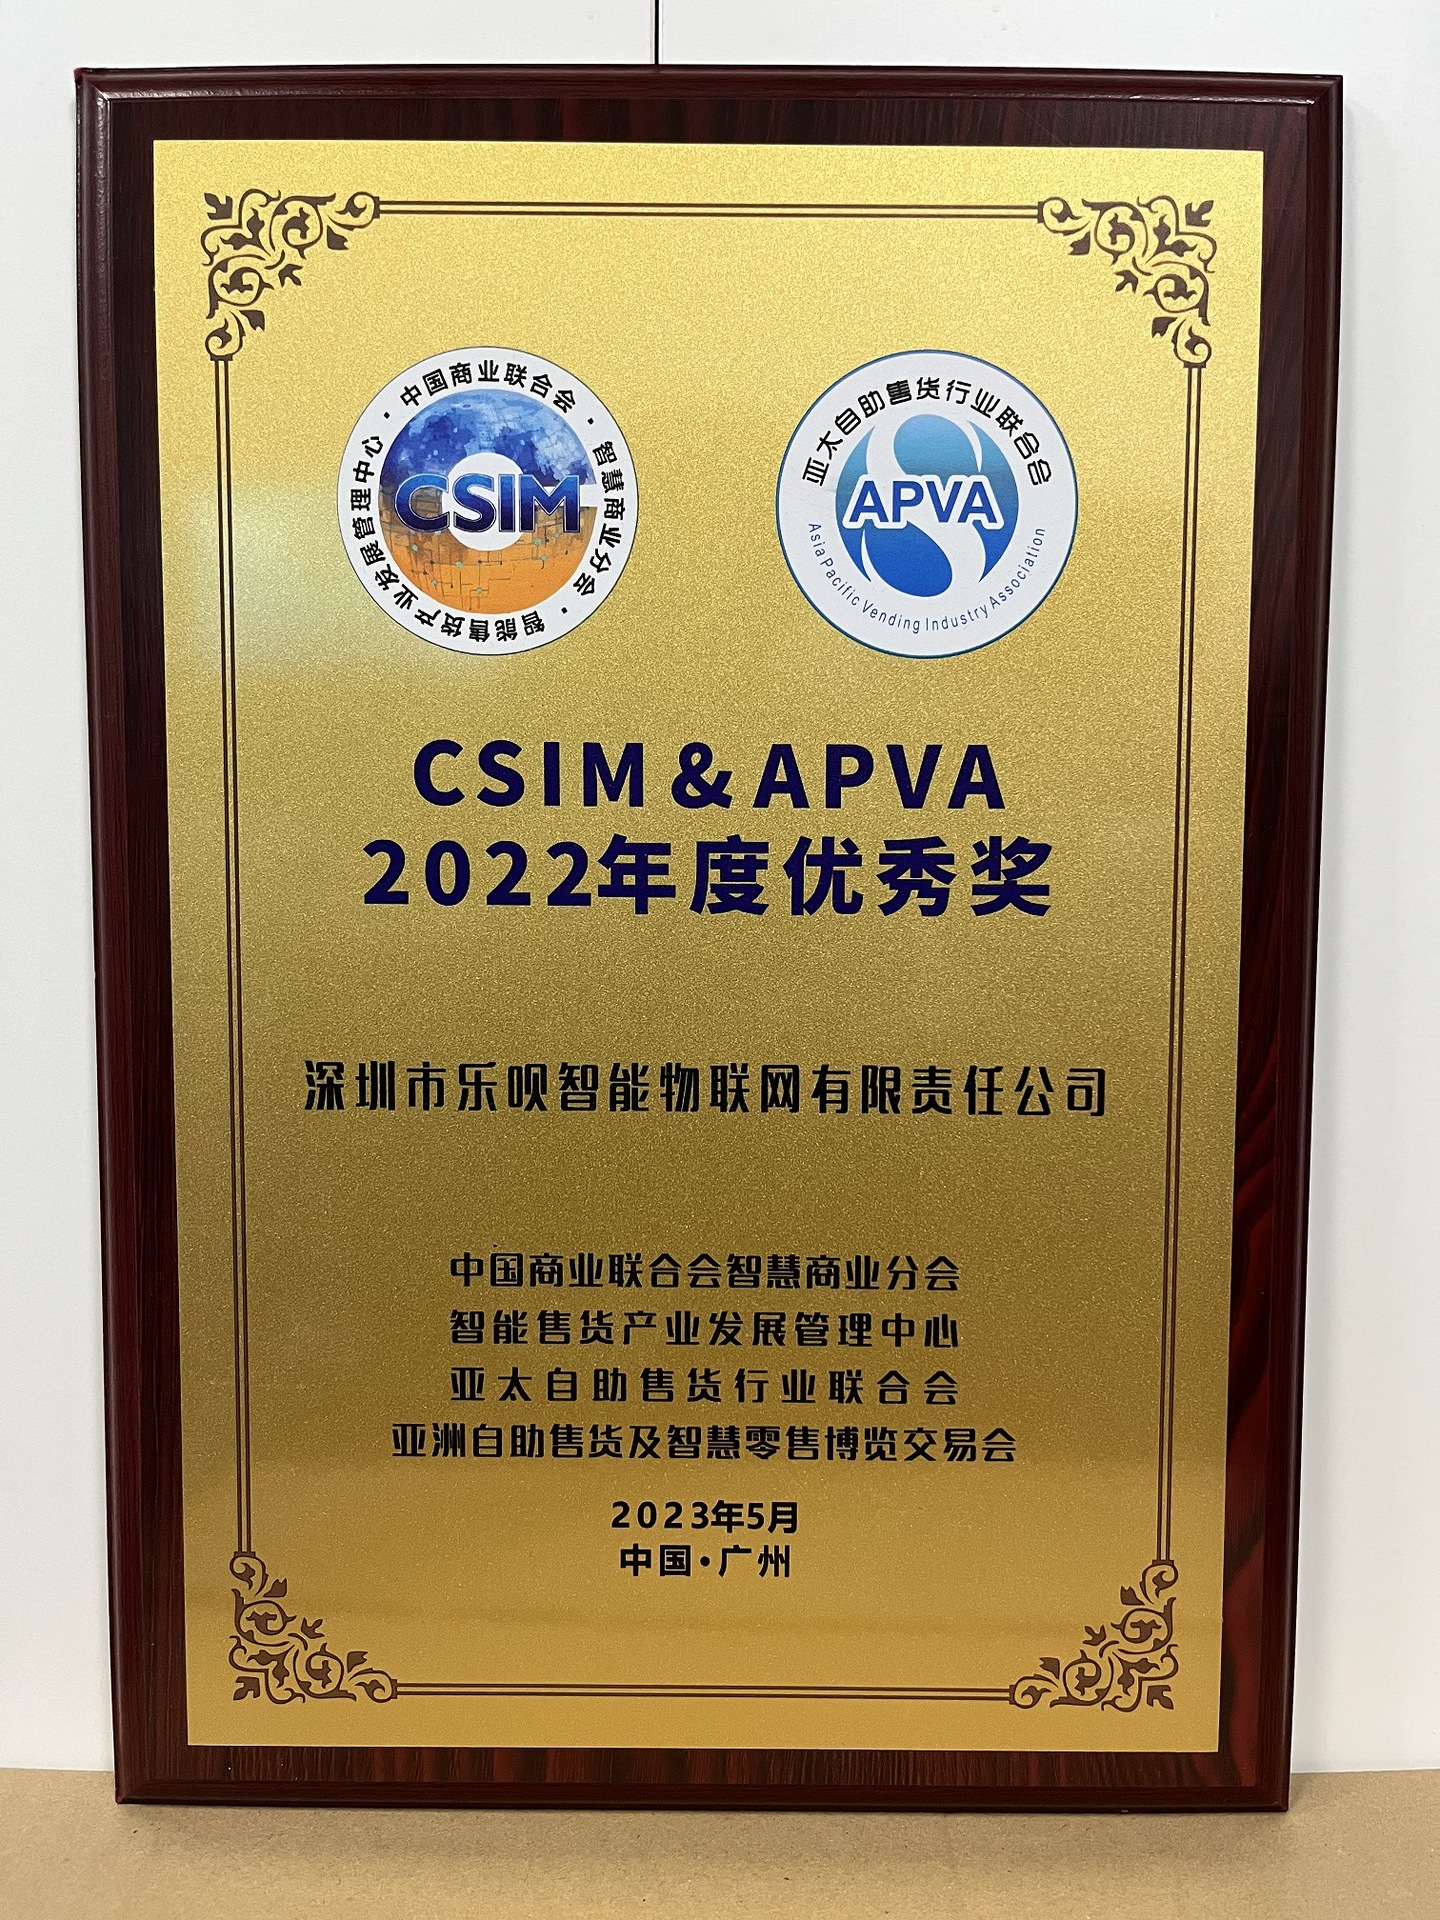 ·中国商业联合会·智慧商业分会·智能售货产业发展管理中心
CSIM
亚太自助售货行业联合会
APVA
Asia Pacific Vending Industry Association
CSIM&APVA
2022年度优秀奖
深圳市乐呗智能物联网有限责任公司
中国商业联合会智慧商业分会
智能售货产业发展管理中心
亚太自助售货行业联合会
亚洲自助售货及智慧零售博览交易会
2023年5月
中国·广州